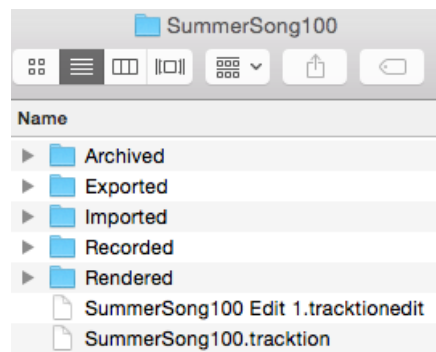 SummerSong100
Name
Archived
Exported
Imported
Recorded
Rendered
SummerSong100 Edit 1.tracktionedit
SummerSong100.tracktion